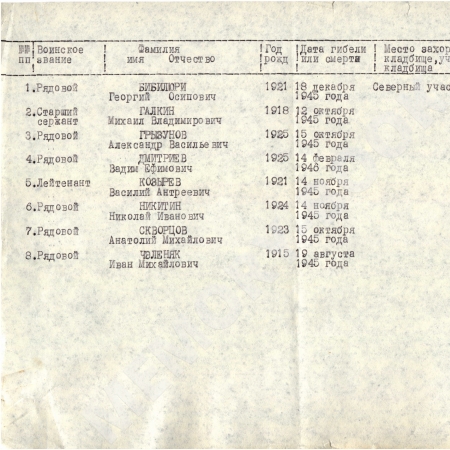 №№ Воинское Фамилия Год Дата гибели Место захор
пп звание имя Отчество рожд или смерти кладбище, уч
кладбища
1. Рядовой БИБИЛЮРИ 1921 18 декабря Северный учас
Георгий Осипович 1945 года
2. Старший ГАЛКИН 1918 12 октября
сержант Михаил Владимирович 1945 года
3. Рядовой ГРЫЗУНОВ 1925 15 октября
Александр Васильевич 1945 года
4. Рядовой ДМИТРИЕВ 1925 14 февраля
Вадим Ефимович 1946 года
5. Лейтенант КОЗЫРЕВ 1921 14 ноября
Василий Антреевич 1945 года
6. Рядовой НИКИТИН 1924 14 ноября
Николай Иванович 1945 года
7. Рядовой СКВОРЦОВ 1923 15 октября
Анатолий Михайлович 1945 года
8. Рядовой ЧЭЛЕНЯК 1915 19 августа
Иван Михайлович 1945 года